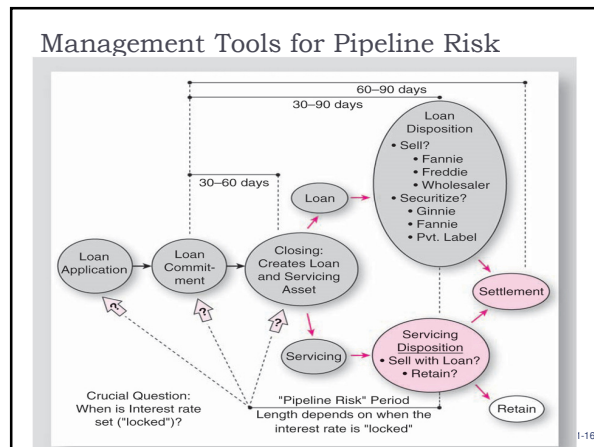 Management Tools for Pipeline Risk
60–90 days
30–90 days
30–60 days
Loan
Disposition
• Sell?
• Fannie
• Freddie
• Wholesaler
• Securitize?
• Ginnie
• Fannie
• Pvt. Label
Loan
Loan
Application
Loan
Commit-
ment
Closing:
Creates Loan
and Servicing
Asset
Settlement
?
?
?
Servicing
Servicing
Disposition
• Sell with Loan?
• Retain?
Retain
Crucial Question:
When is Interest rate
set ("locked")?
"Pipeline Risk" Period
Length depends on when the
interest rate is "locked"
1-16